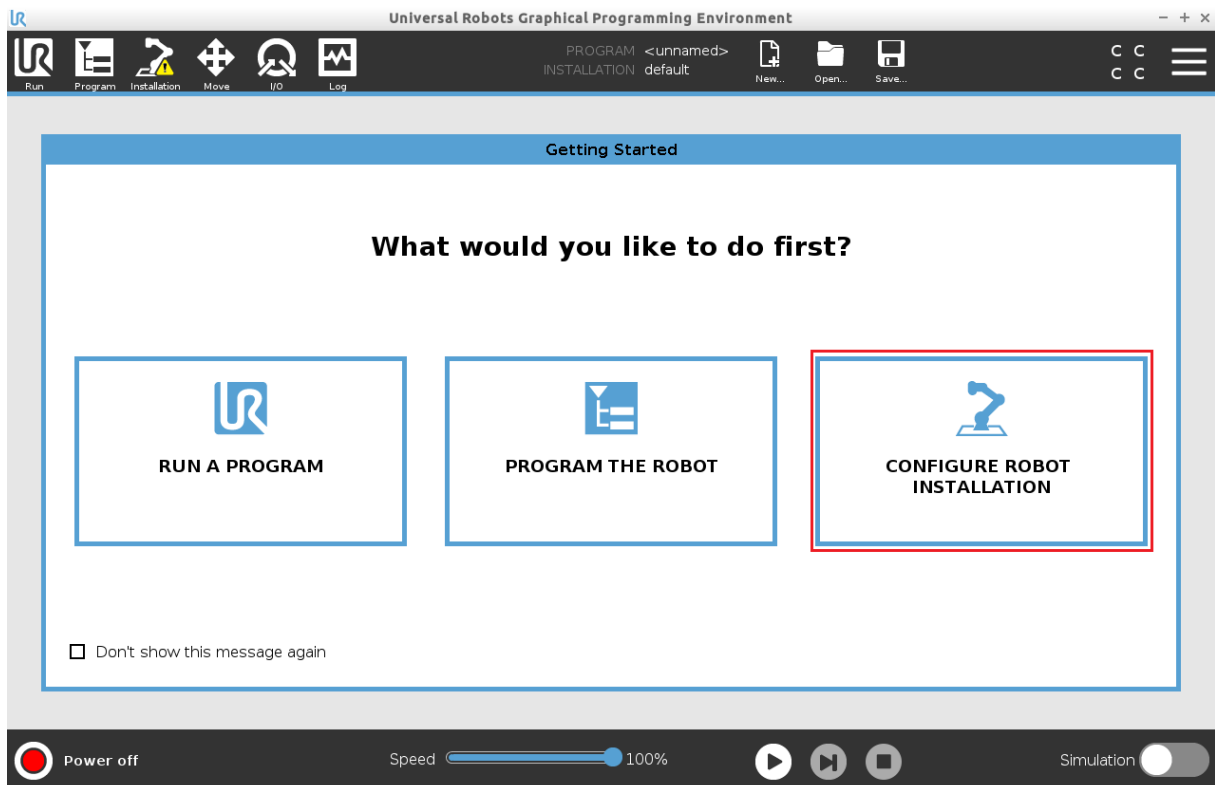 Universal Robots Graphical Programming Environment
Run
Program
Installation
Move
I/O
Log
PROGRAM <unnamed>
INSTALLATION default
New...
Open...
Save...
C C
C C
Getting Started
What would you like to do first?
RUN A PROGRAM
PROGRAM THE ROBOT
CONFIGURE ROBOT
INSTALLATION
Don't show this message again
Power off
Speed
100%
Simulation